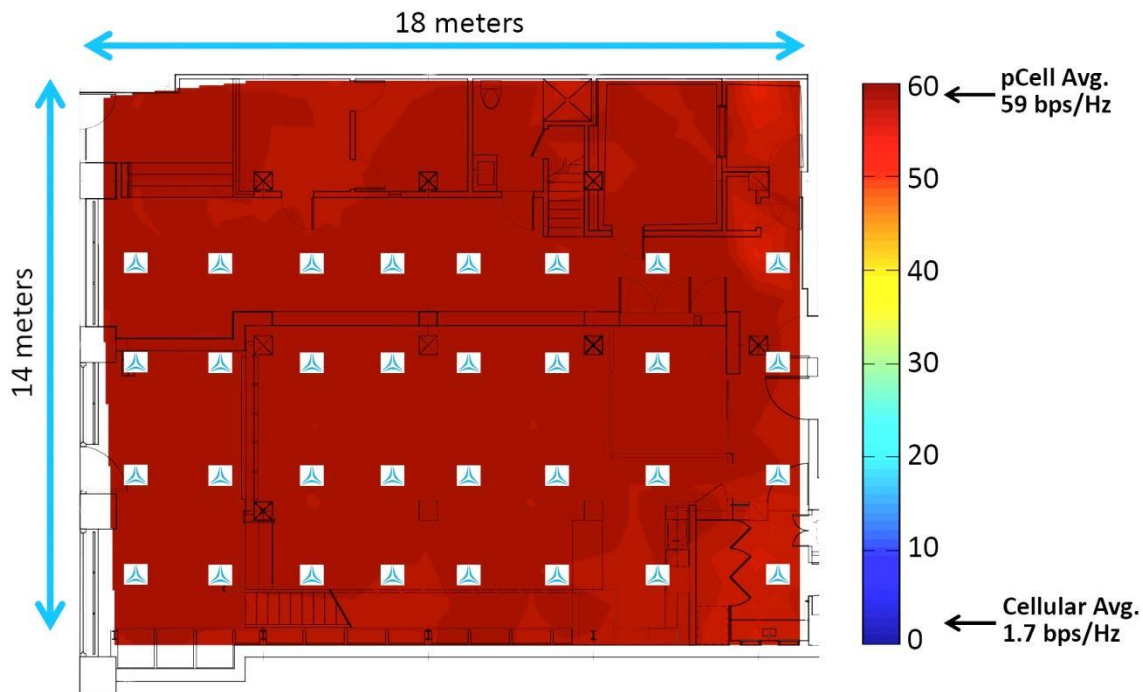 18 meters
14 meters
60
50
40
30
20
10
0
pCell Avg.
59 bps/Hz
Cellular Avg.
1.7 bps/Hz